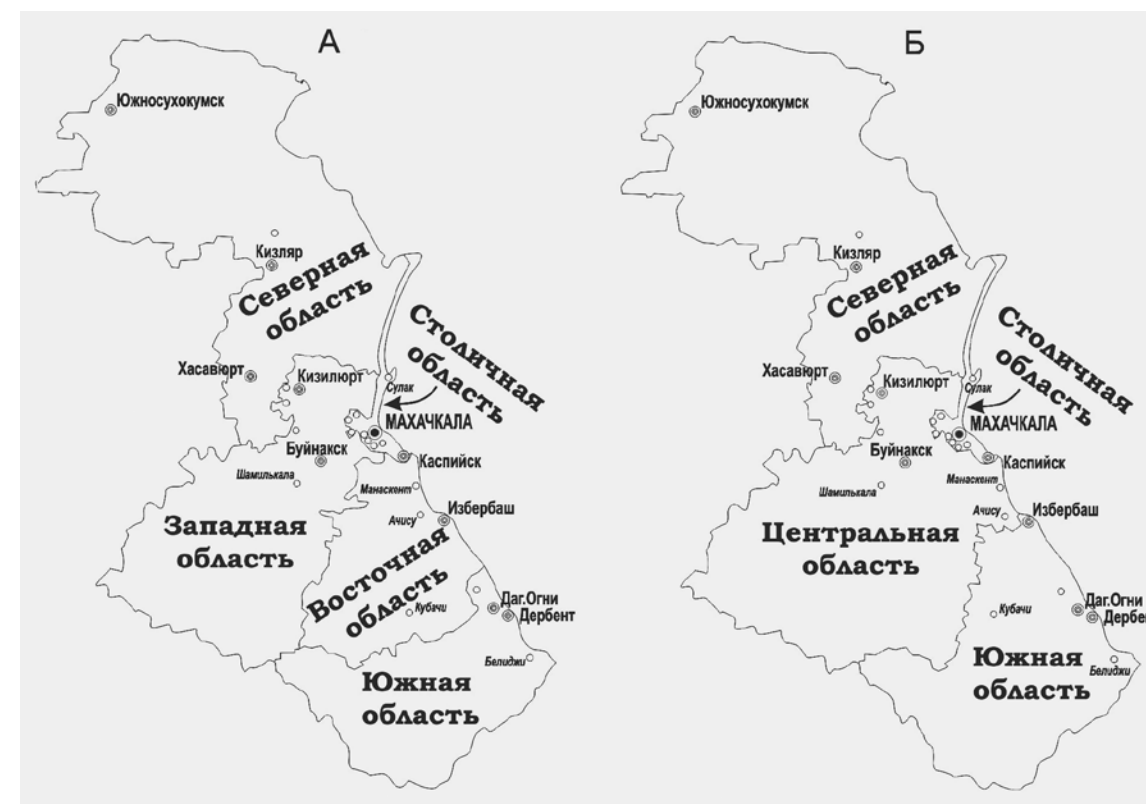 А
Южносухокумск
Кизляр
Северная
область
Столичная
область
Хасавюрт
Кизилюрт
Сулак
МАХАЧКАЛА
Буйнакск
Каспийск
Шамилькала
Манаскент
Западная
область
Ачису
Избербаш
Восточная
область
Кубачи
Даг.Огни
Дербент
Белиджи
Южная
область
Б
Южносухокумск
Кизляр
Северная
область
Столичная
область
Хасавюрт
Кизилюрт
Сулак
МАХАЧКАЛА
Буйнакск
Каспийск
Шамилькала
Манаскент
Центральная
область
Ачису
Избербаш
Кубачи
Даг.Огни
Дербе
Белиджи
Южная
область